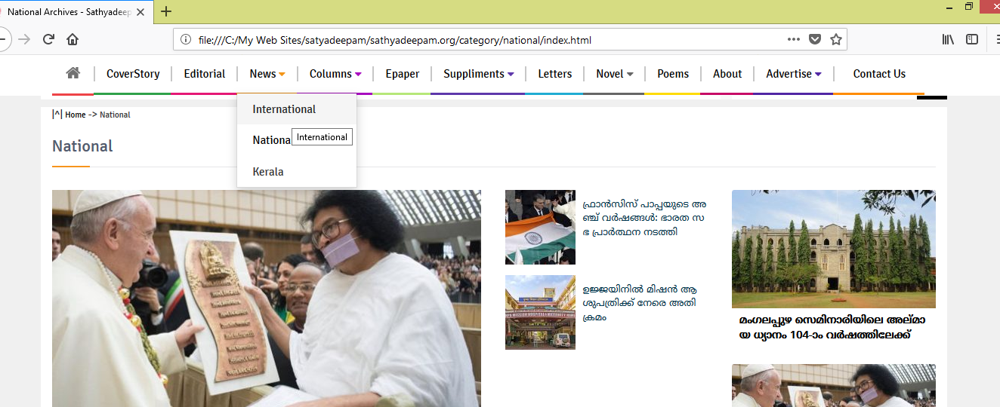 National Archives - Sathyadeep
file:///C:/My Web Sites/satyadeepam/sathyadeepam.org/category/national/index.html
CoverStory Editorial News Columns Epaper Suppliments Letters Novel Poems About Advertise Contact Us
|^| Home -> National
International
Nationa
International
Kerala
National
ഫ്രാൻസിസ് പാപ്പയുടെ അ
ഞ്ച് വർഷങ്ങൾ: ഭാരത സ
ഭ പ്രാർത്ഥന നടത്തി
ഉജ്ജയിനിൽ മിഷൻ ആ
ശുപത്രിക്ക് നേരെ അതി
ക്രമം
മംഗലപ്പുഴ സെമിനാരിയിലെ അല്മാ
യ ധ്യാനം 104-ാം വർഷത്തിലേക്ക്